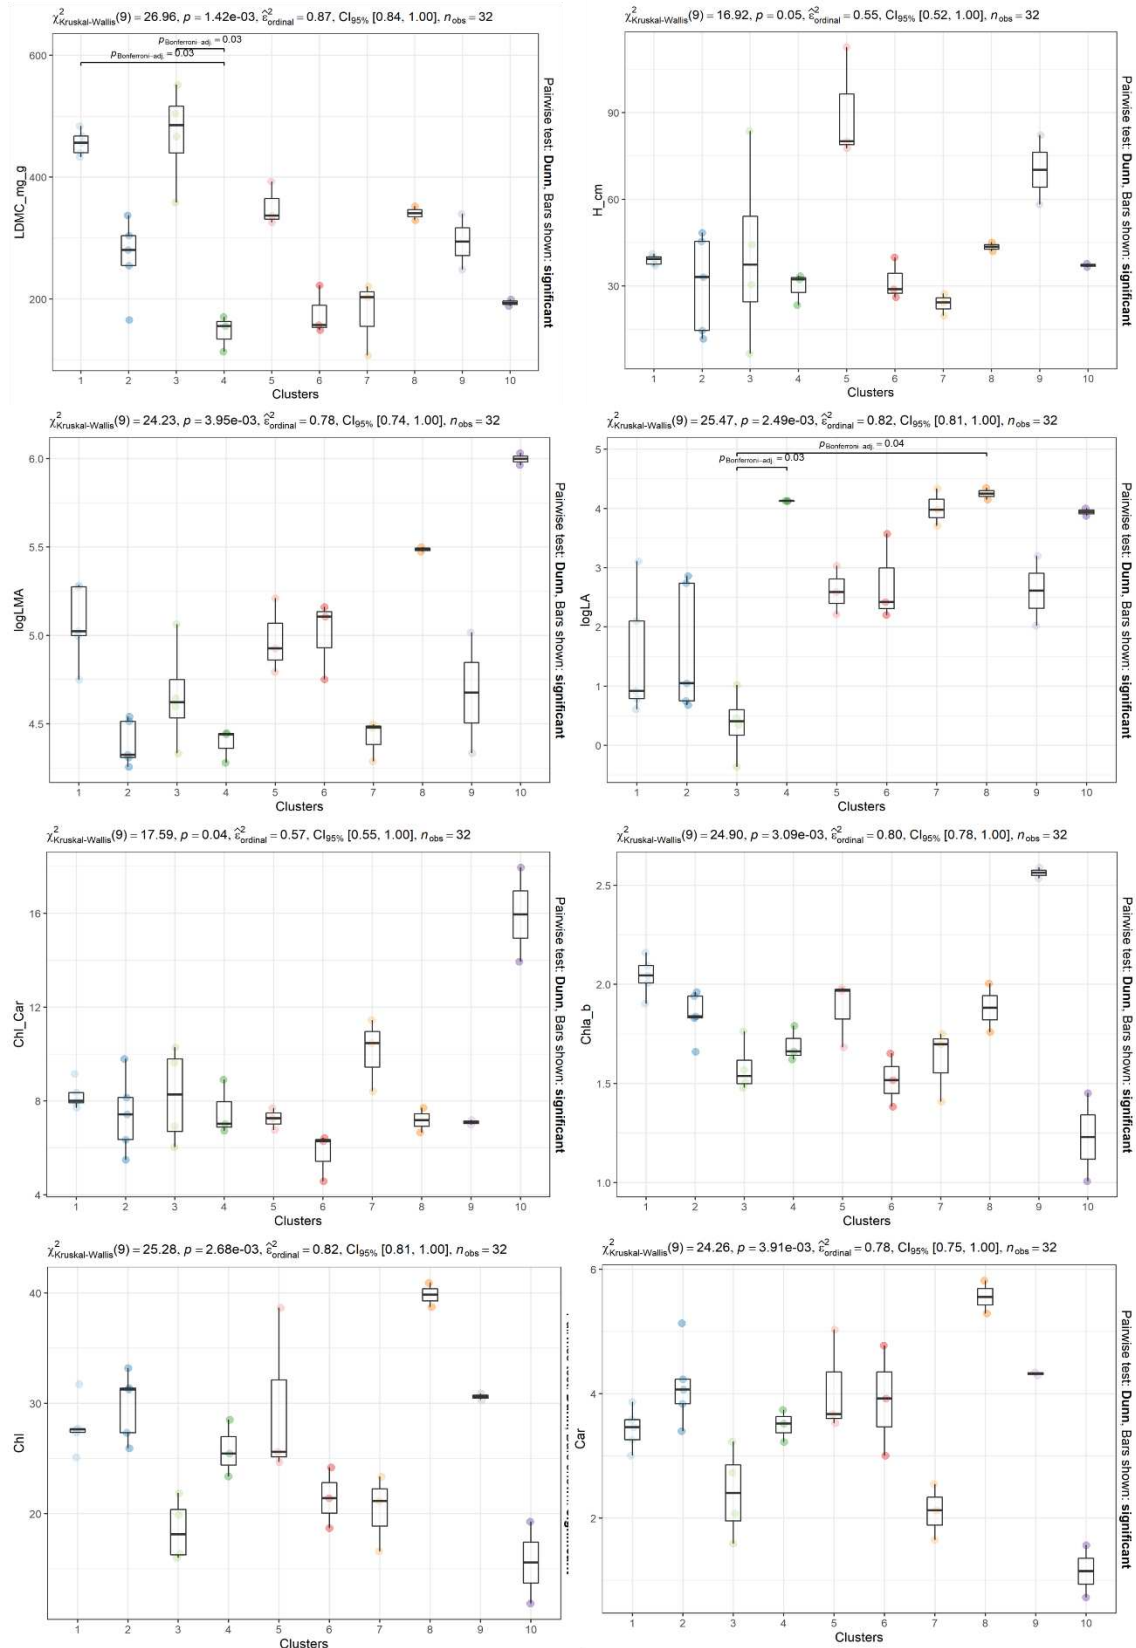 χ²Kruskal-Wallis(9) = 26.96, p = 1.42e-03, ε̂²ordinal = 0.87, CI95% [0.84, 1.00], nobs = 32
pBonferroni-adj. = 0.03
pBonferroni-adj. = 0.03
LDMC_mg_g
600
400
200
1 2 3 4 5 6 7 8 9 10
Clusters
Pairwise test: Dunn, Bars shown: significant
χ²Kruskal-Wallis(9) = 16.92, p = 0.05, ε̂²ordinal = 0.55, CI95% [0.52, 1.00], nobs = 32
H_cm
90
60
30
1 2 3 4 5 6 7 8 9 10
Clusters
Pairwise test: Dunn, Bars shown: significant
χ²Kruskal-Wallis(9) = 24.23, p = 3.95e-03, ε̂²ordinal = 0.78, CI95% [0.74, 1.00], nobs = 32
logLMA
6.0
5.5
5.0
4.5
1 2 3 4 5 6 7 8 9 10
Clusters
Pairwise test: Dunn, Bars shown: significant
χ²Kruskal-Wallis(9) = 25.47, p = 2.49e-03, ε̂²ordinal = 0.82, CI95% [0.81, 1.00], nobs = 32
pBonferroni-adj. = 0.04
pBonferroni-adj. = 0.03
logLA
5
4
3
2
1
0
1 2 3 4 5 6 7 8 9 10
Clusters
Pairwise test: Dunn, Bars shown: significant
χ²Kruskal-Wallis(9) = 17.59, p = 0.04, ε̂²ordinal = 0.57, CI95% [0.55, 1.00], nobs = 32
Chl_Car
16
12
8
4
1 2 3 4 5 6 7 8 9 10
Clusters
Pairwise test: Dunn, Bars shown: significant
χ²Kruskal-Wallis(9) = 24.90, p = 3.09e-03, ε̂²ordinal = 0.80, CI95% [0.78, 1.00], nobs = 32
Chla_b
2.5
2.0
1.5
1.0
1 2 3 4 5 6 7 8 9 10
Clusters
Pairwise test: Dunn, Bars shown: significant
χ²Kruskal-Wallis(9) = 25.28, p = 2.68e-03, ε̂²ordinal = 0.82, CI95% [0.81, 1.00], nobs = 32
Chl
40
30
20
1 2 3 4 5 6 7 8 9 10
Clusters
χ²Kruskal-Wallis(9) = 24.26, p = 3.91e-03, ε̂²ordinal = 0.78, CI95% [0.75, 1.00], nobs = 32
Car
6
4
2
1 2 3 4 5 6 7 8 9 10
Clusters
Pairwise test: Dunn, Bars shown: significant